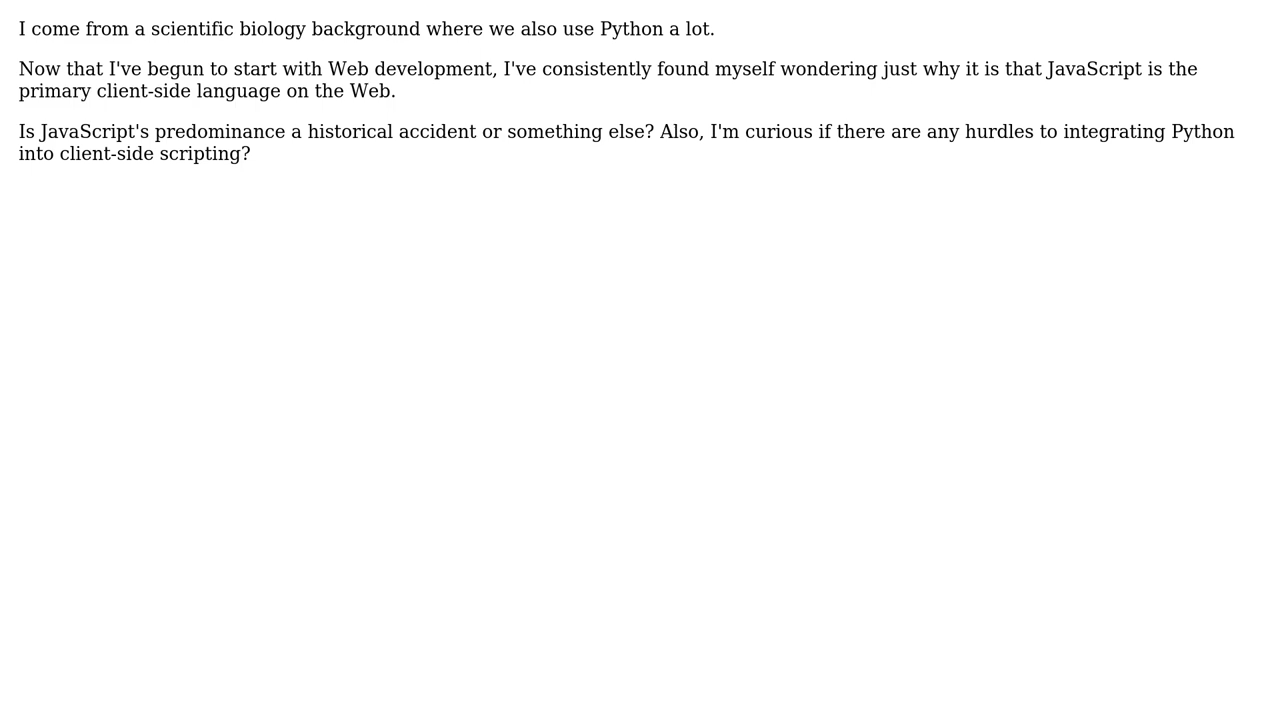 I come from a scientific biology background where we also use Python a lot.
Now that I've begun to start with Web development, I've consistently found myself wondering just why it is that JavaScript is the
primary client-side language on the Web.
Is JavaScript's predominance a historical accident or something else? Also, I'm curious if there are any hurdles to integrating Python
into client-side scripting?